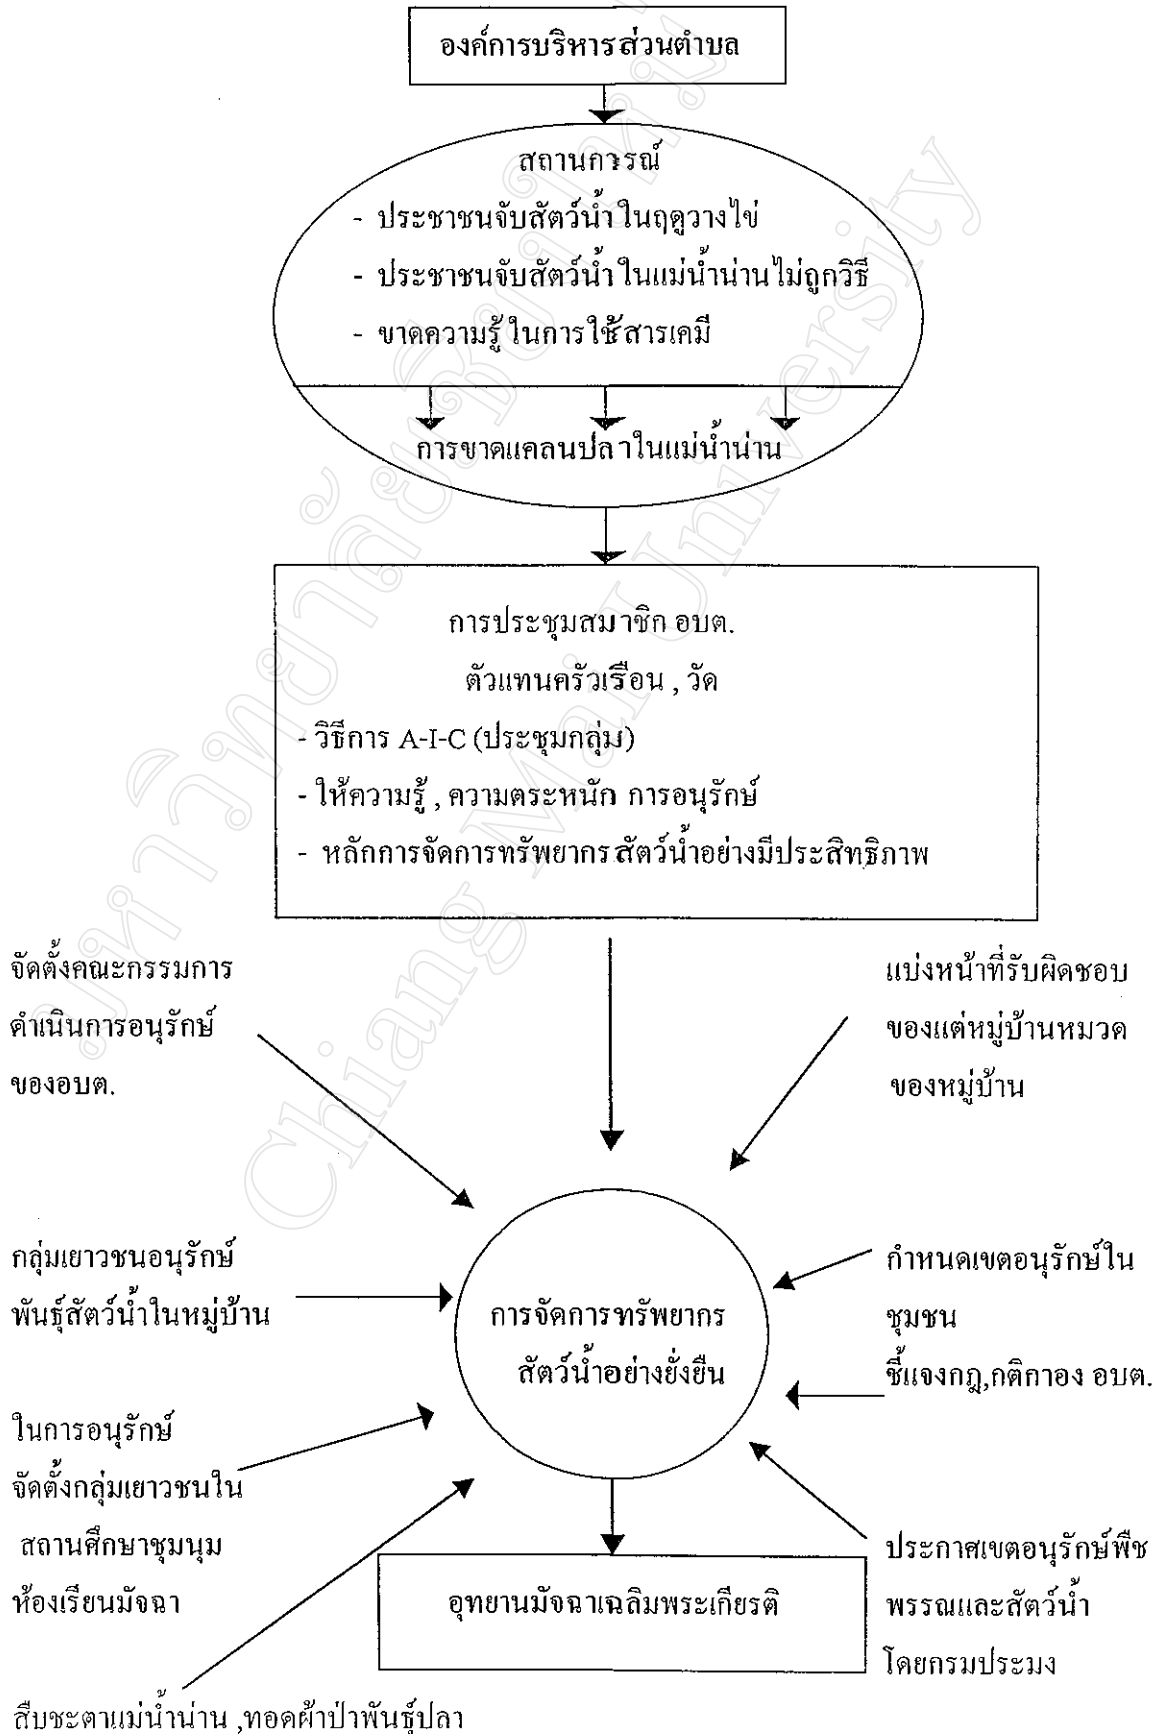 องค์การบริหารส่วนตำบล
สถานการณ์
- ประชาชนจับสัตว์น้ำในฤดูวางไข่
- ประชาชนจับสัตว์น้ำในแม่น้ำน่านไม่ถูกวิธี
- ขาดความรู้ในการใช้สารเคมี
การขาดแคลนปลาในแม่น้ำน่าน
การประชุมสมาชิก อบต.
ตัวแทนครัวเรือน , วัด
- วิธีการ A-I-C (ประชุมกลุ่ม)
- ให้ความรู้ , ความตระหนัก การอนุรักษ์
- หลักการจัดการทรัพยากรสัตว์น้ำอย่างมีประสิทธิภาพ
จัดตั้งคณะกรรมการ
ดำเนินการอนุรักษ์
ของอบต.
แบ่งหน้าที่รับผิดชอบ
ของแต่หมู่บ้านหมวด
ของหมู่บ้าน
กลุ่มเยาวชนอนุรักษ์
พันธุ์สัตว์น้ำในหมู่บ้าน
การจัดการทรัพยากร
สัตว์น้ำอย่างยั่งยืน
กำหนดเขตอนุรักษ์ใน
ชุมชน
ชี้แจงกฎ,กติกาอง อบต.
ในการอนุรักษ์
จัดตั้งกลุ่มเยาวชนใน
สถานศึกษาชุมนุม
ห้องเรียนมัจฉา
อุทยานมัจฉาเฉลิมพระเกียรติ
ประกาศเขตอนุรักษ์พืช
พรรณและสัตว์น้ำ
โดยกรมประมง
สืบชะตาแม่น้ำน่าน ,ทอดผ้าป่าพันธุ์ปลา
มหาวิทยาลัยเชียงใหม่
Chiang Mai University